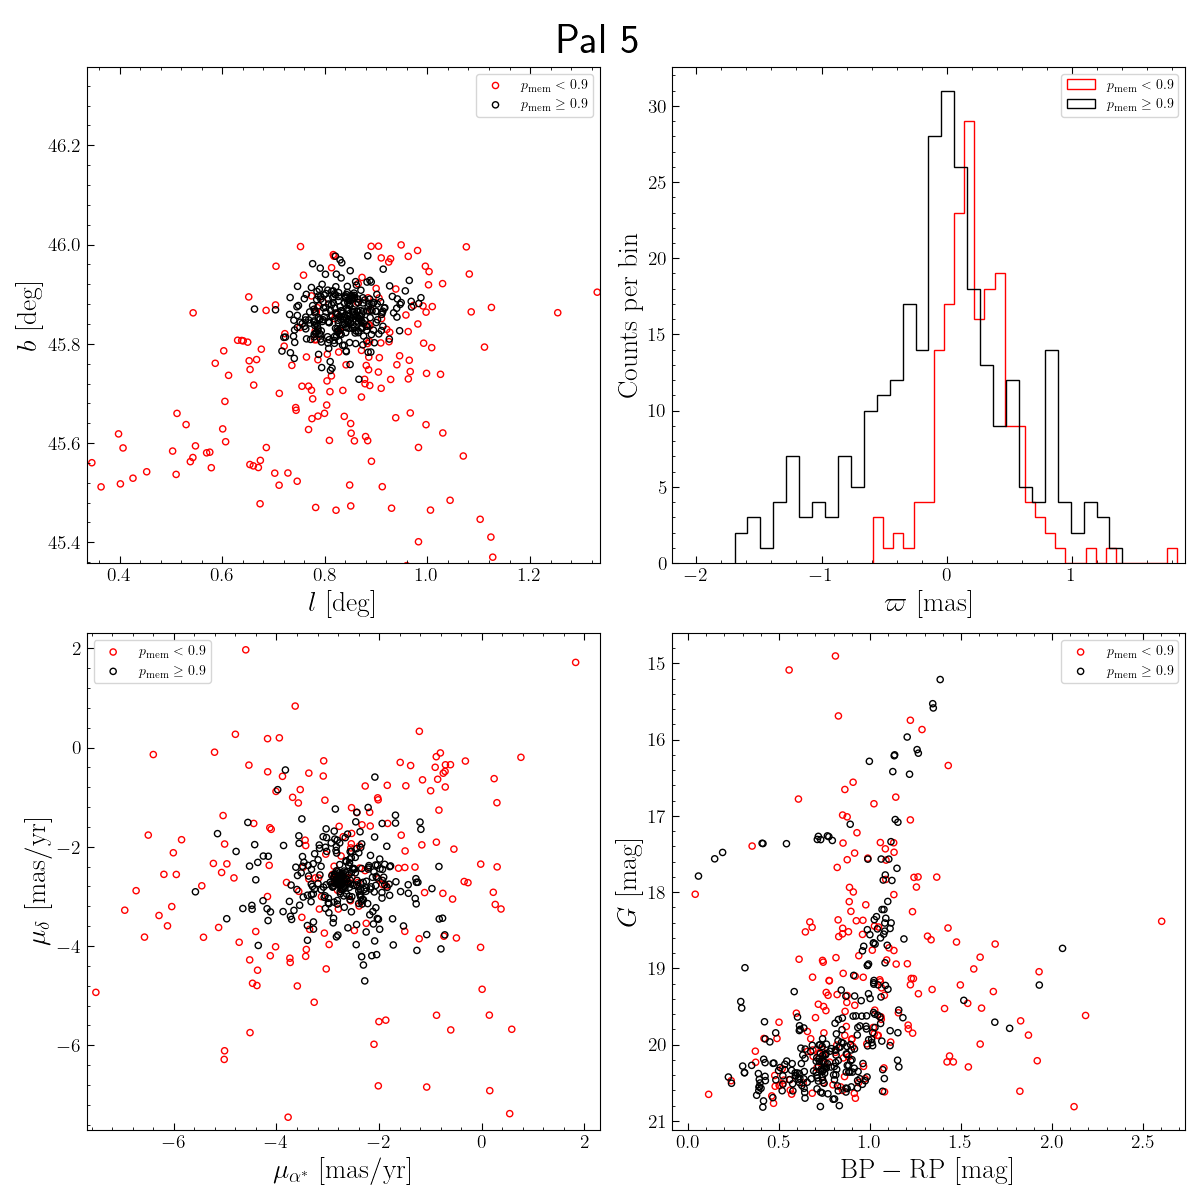 Pal 5
p_mem < 0.9
p_mem ≥ 0.9
46.2
46.0
45.8
45.6
45.4
b [deg]
0.4 0.6 0.8 1.0 1.2
l [deg]
p_mem < 0.9
p_mem ≥ 0.9
30
25
20
15
10
5
0
Counts per bin
−2 −1 0 1
ϖ [mas]
p_mem < 0.9
p_mem ≥ 0.9
2
0
−2
−4
−6
μ_δ [mas/yr]
−6 −4 −2 0 2
μ_α* [mas/yr]
p_mem < 0.9
p_mem ≥ 0.9
15
16
17
18
19
20
21
G [mag]
0.0 0.5 1.0 1.5 2.0 2.5
BP − RP [mag]